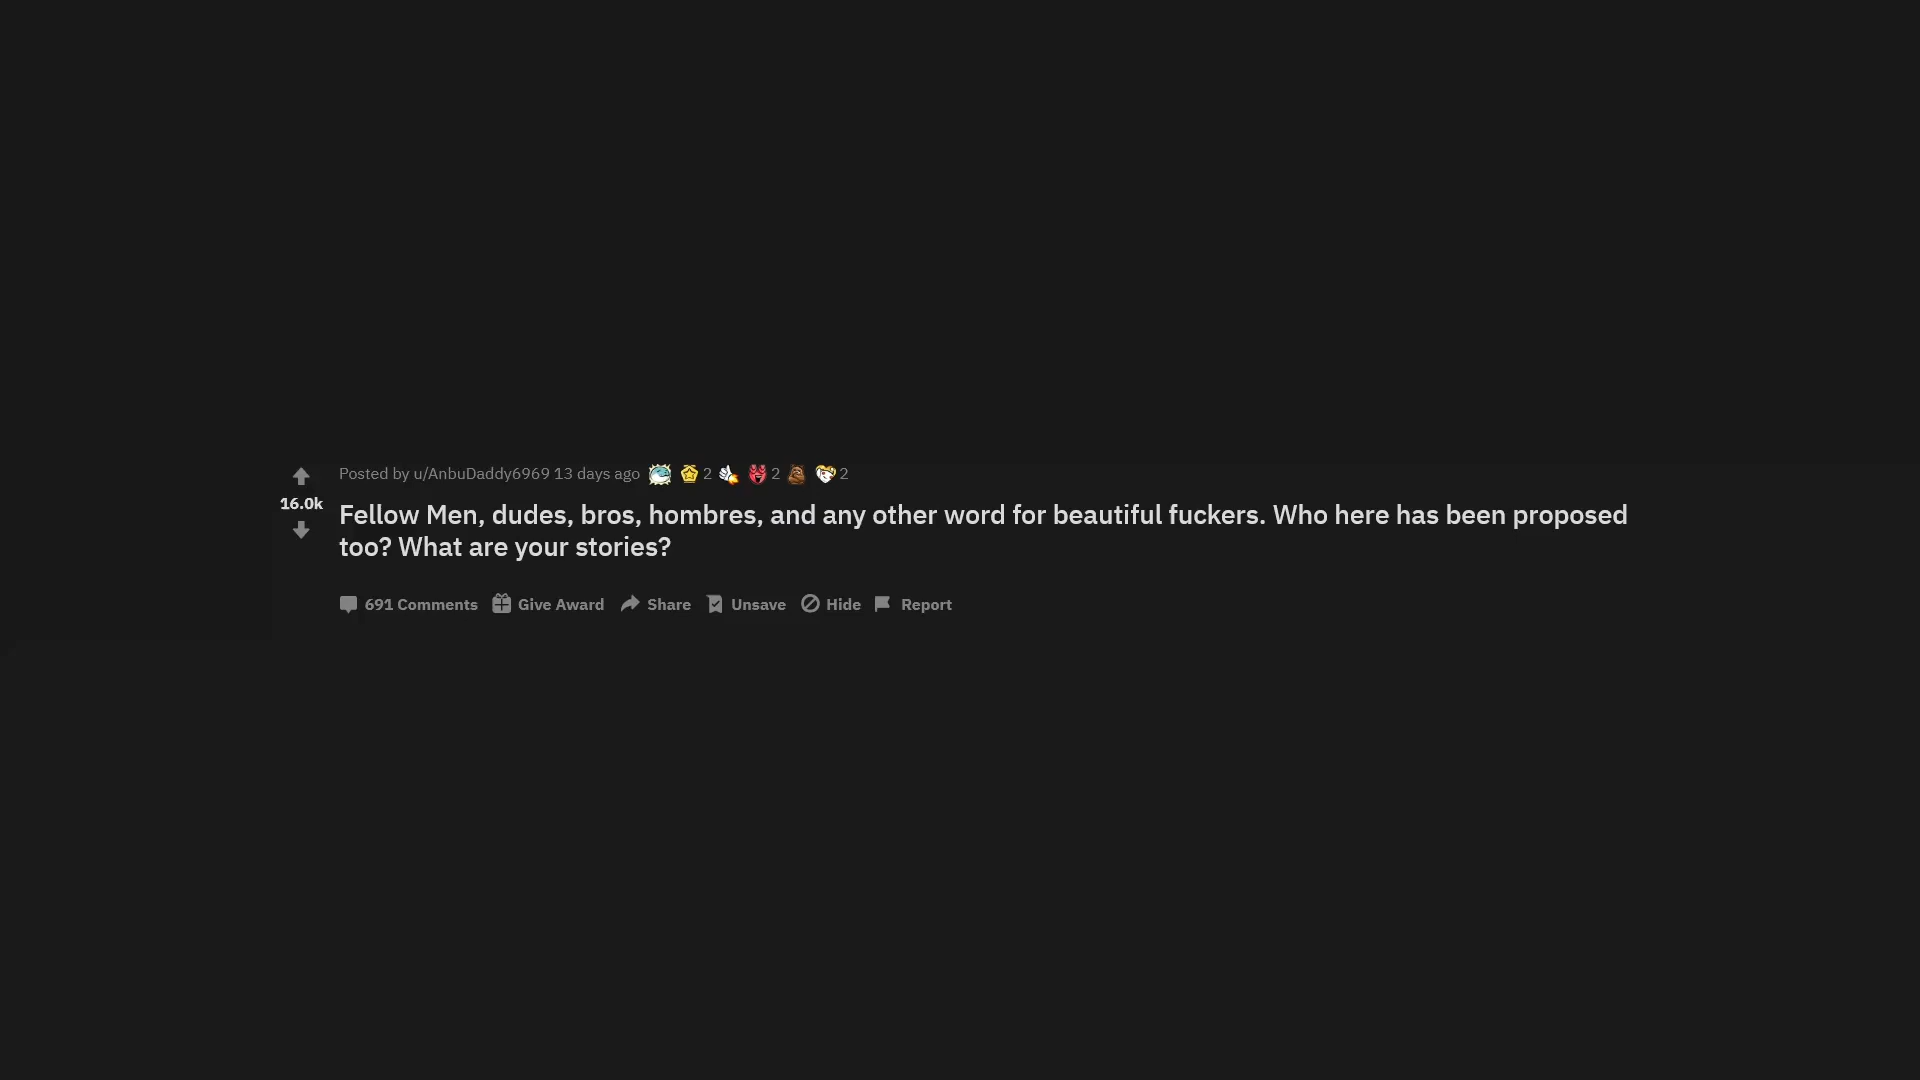 Posted by u/AnbuDaddy6969 13 days ago 2 2 2
16.0k
Fellow Men, dudes, bros, hombres, and any other word for beautiful fuckers. Who here has been proposed
too? What are your stories?
691 Comments Give Award Share Unsave Hide Report